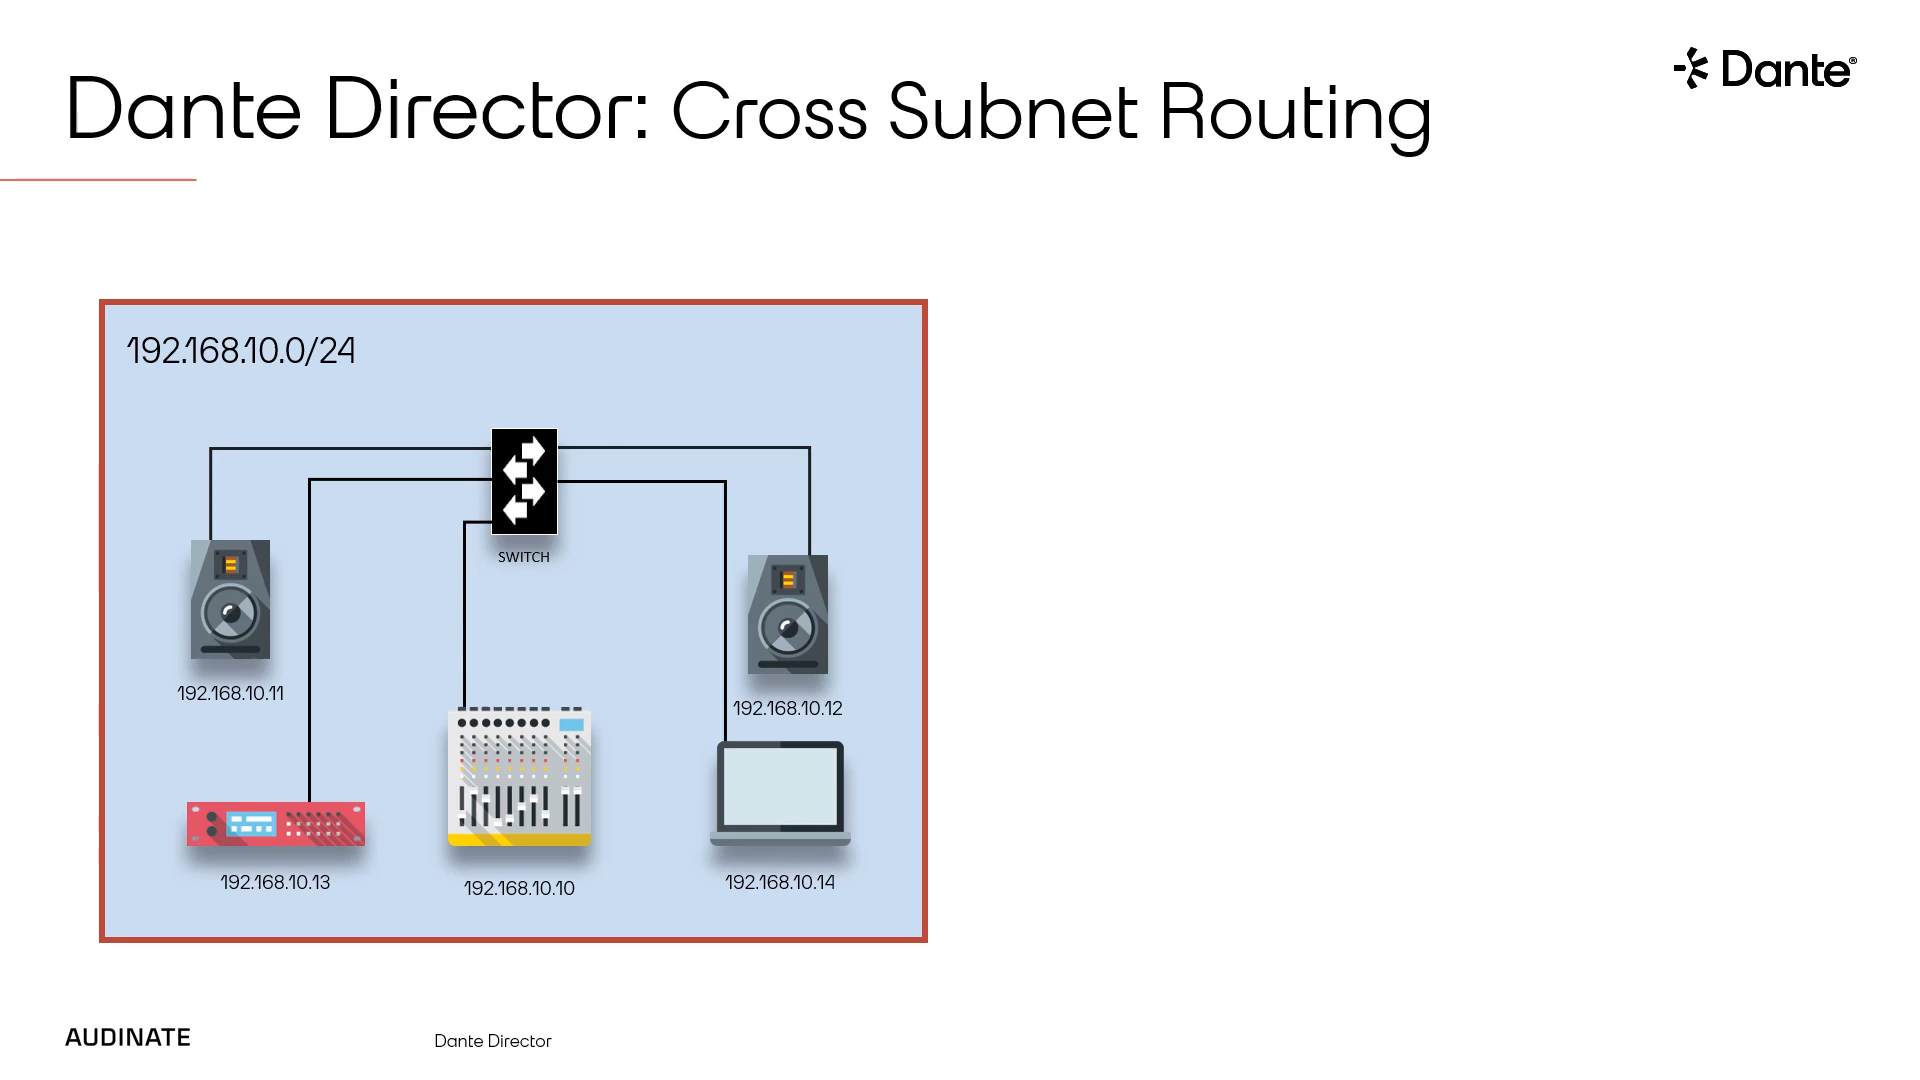 Dante Director: Cross Subnet Routing
Dante®
192.168.10.0/24
SWITCH
192.168.10.11
192.168.10.12
192.168.10.13
192.168.10.10
192.168.10.14
AUDINATE
Dante Director